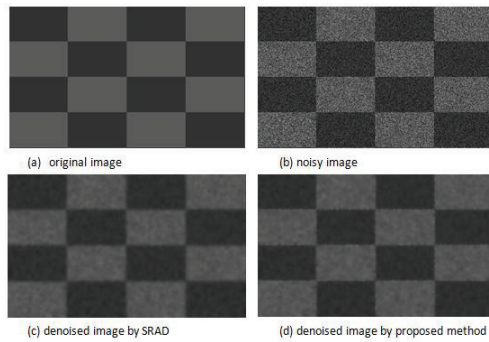 (a) original image
(b) noisy image
(c) denoised image by SRAD
(d) denoised image by proposed method